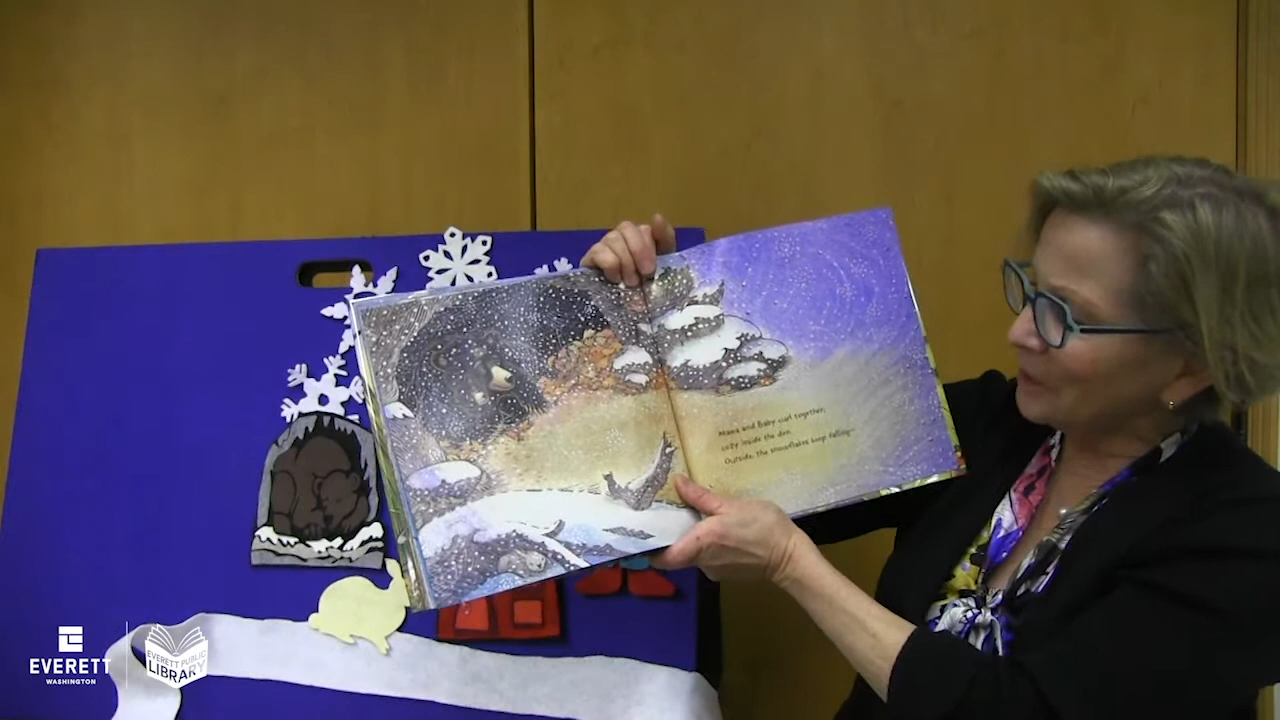 Mama and Baby curl together,
cozy inside the den.
Outside, the snowflakes keep falling—
EVERETT
WASHINGTON
EVERETT PUBLIC
LIBRARY